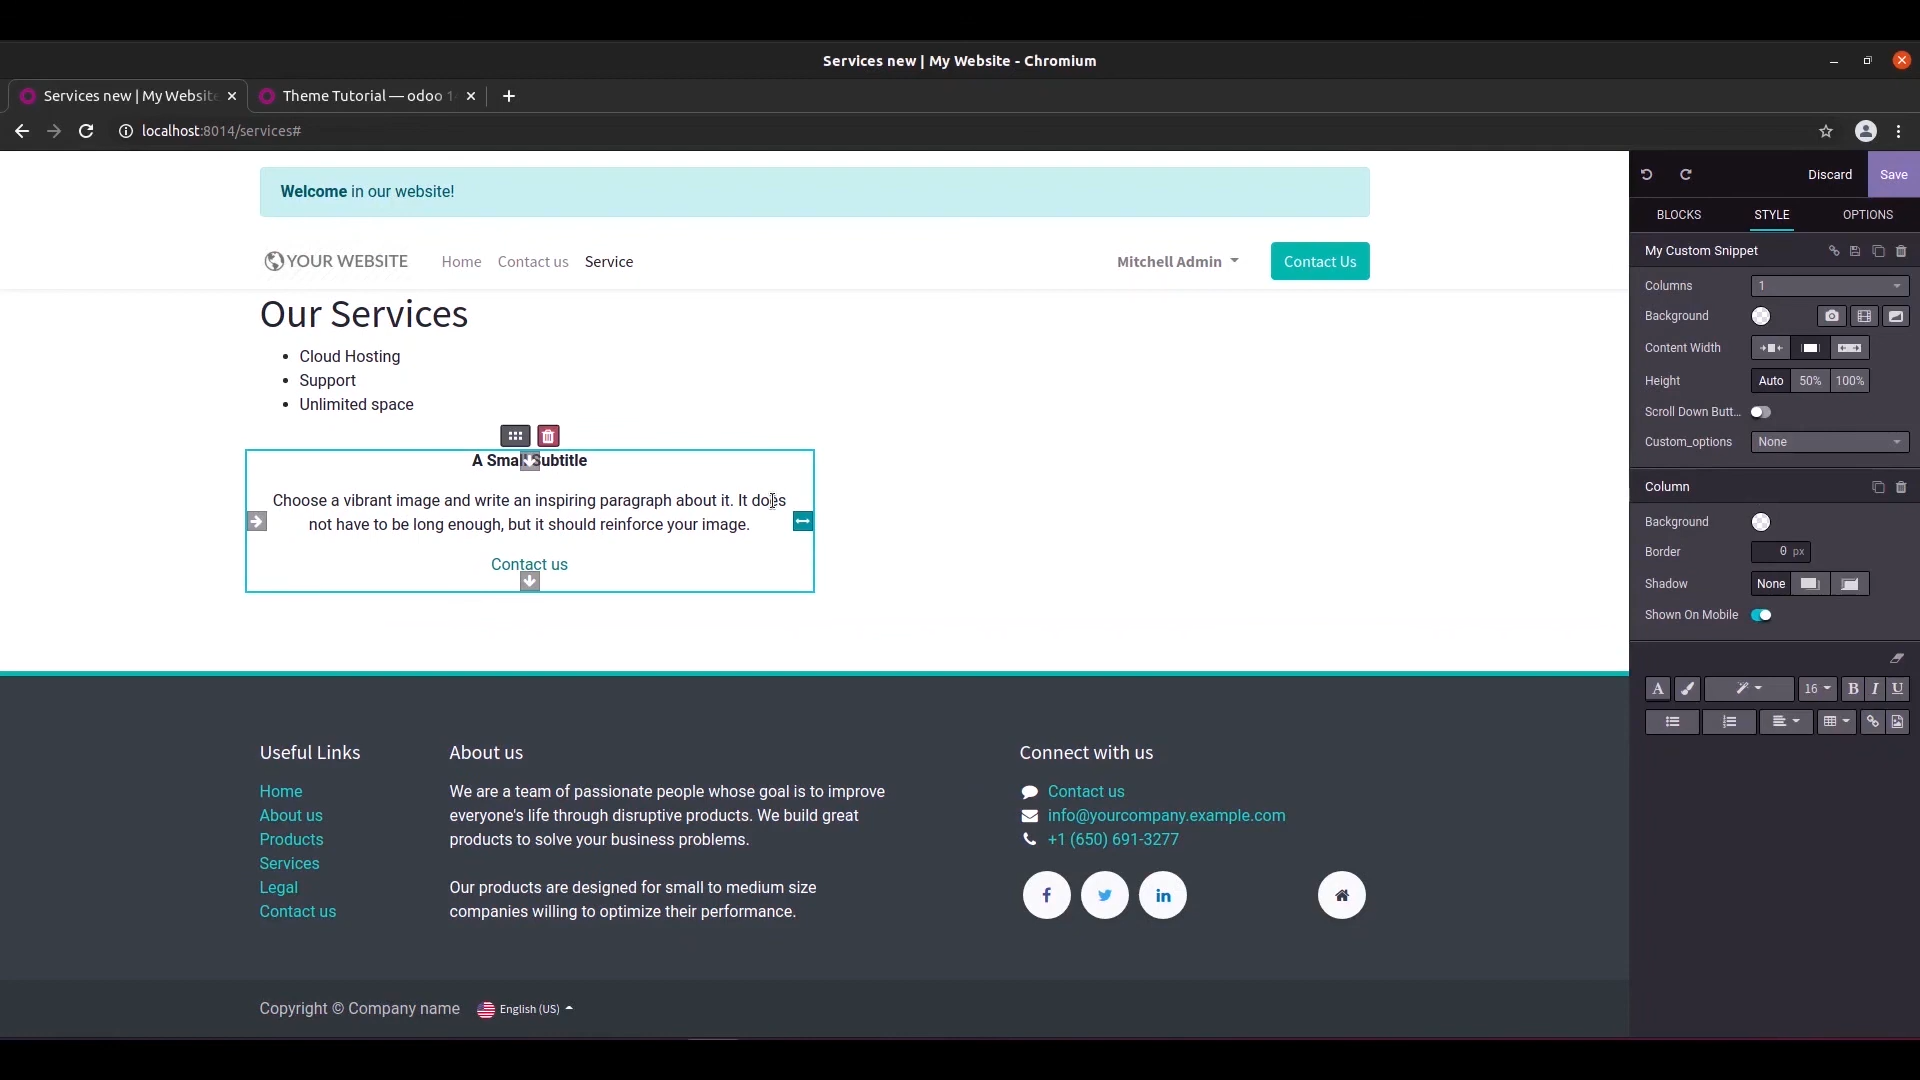 Services new | My Website - Chromium
Services new | My Website
Theme Tutorial — odoo 1
localhost:8014/services#
Welcome in our website!
Discard
Save
BLOCKS
STYLE
OPTIONS
YOUR WEBSITE
Home
Contact us
Service
Mitchell Admin
Contact Us
My Custom Snippet
Columns
1
Background
Content Width
Height
Auto
50%
100%
Scroll Down Butt...
Custom_options
None
Our Services
Cloud Hosting
Support
Unlimited space
A Small Subtitle
Choose a vibrant image and write an inspiring paragraph about it. It does
not have to be long enough, but it should reinforce your image.
Contact us
Column
Background
Border
0 px
Shadow
None
Shown On Mobile
A
16
B
I
U
Useful Links
Home
About us
Products
Services
Legal
Contact us
About us
We are a team of passionate people whose goal is to improve
everyone's life through disruptive products. We build great
products to solve your business problems.
Our products are designed for small to medium size
companies willing to optimize their performance.
Connect with us
Contact us
info@yourcompany.example.com
+1 (650) 691-3277
Copyright © Company name
English (US)